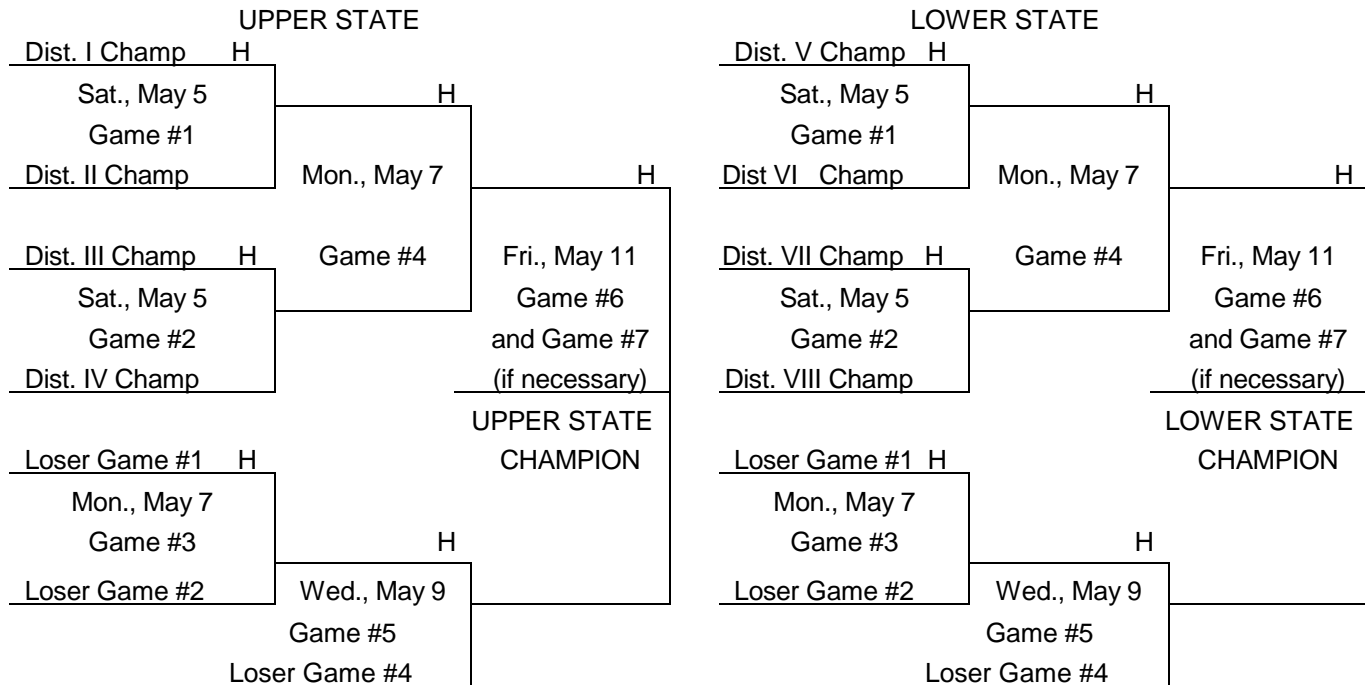 UPPER STATE
Dist. I Champ H
Sat., May 5
H
Game #1
Dist. II Champ
Mon., May 7
H
Dist. III Champ H
Game #4
Fri., May 11
Sat., May 5
Game #6
Game #2
and Game #7
Dist. IV Champ
(if necessary)
UPPER STATE
CHAMPION
Loser Game #1 H
Mon., May 7
Game #3
H
Loser Game #2
Wed., May 9
Game #5
Loser Game #4
LOWER STATE
Dist. V Champ H
Sat., May 5
H
Game #1
Dist VI Champ
Mon., May 7
H
Dist. VII Champ H
Game #4
Fri., May 11
Sat., May 5
Game #6
Game #2
and Game #7
Dist. VIII Champ
(if necessary)
LOWER STATE
CHAMPION
Loser Game #1 H
Mon., May 7
Game #3
H
Loser Game #2
Wed., May 9
Game #5
Loser Game #4